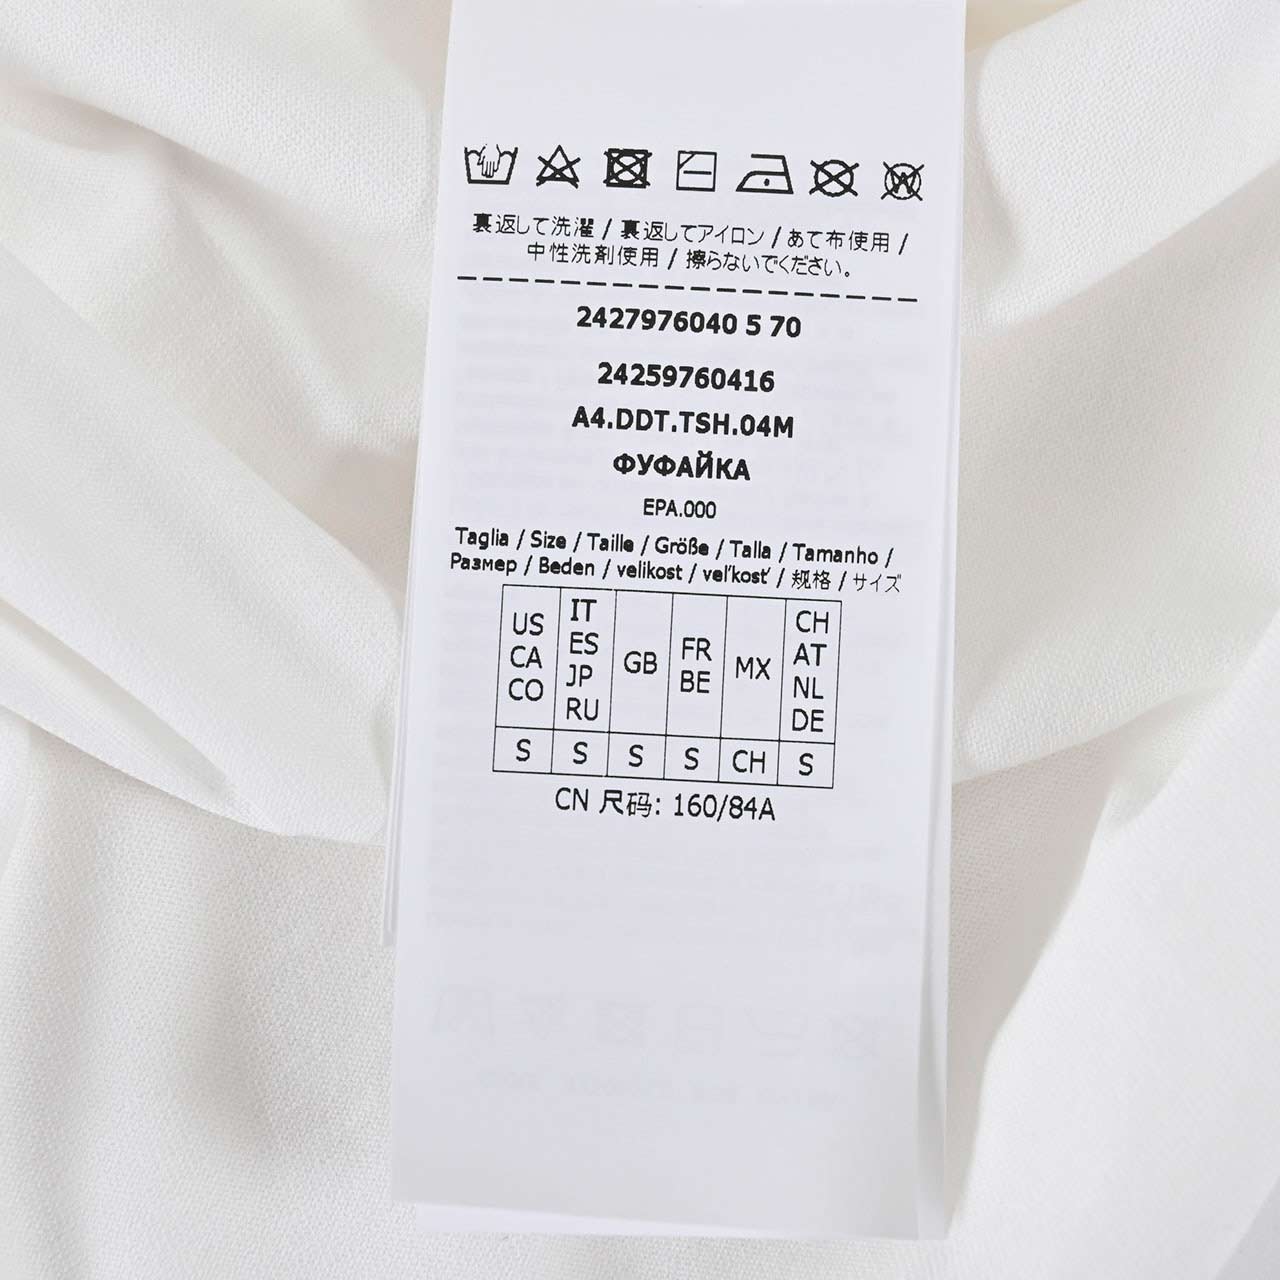 裏返して洗濯 / 裏返してアイロン / あて布使用 /
中性洗剤使用 / 擦らないでください。
2427976040 5 70
24259760416
A4.DDT.TSH.04M
ФУФАЙКА
EPA.000
Taglia / Size / Taille / Größe / Talla / Tamanho /
Размер / Beden / velikost / veľkosť / 规格 / サイズ
US CA CO IT ES JP RU GB FR BE MX CH AT NL DE
S S S S CH S
CN 尺码: 160/84A